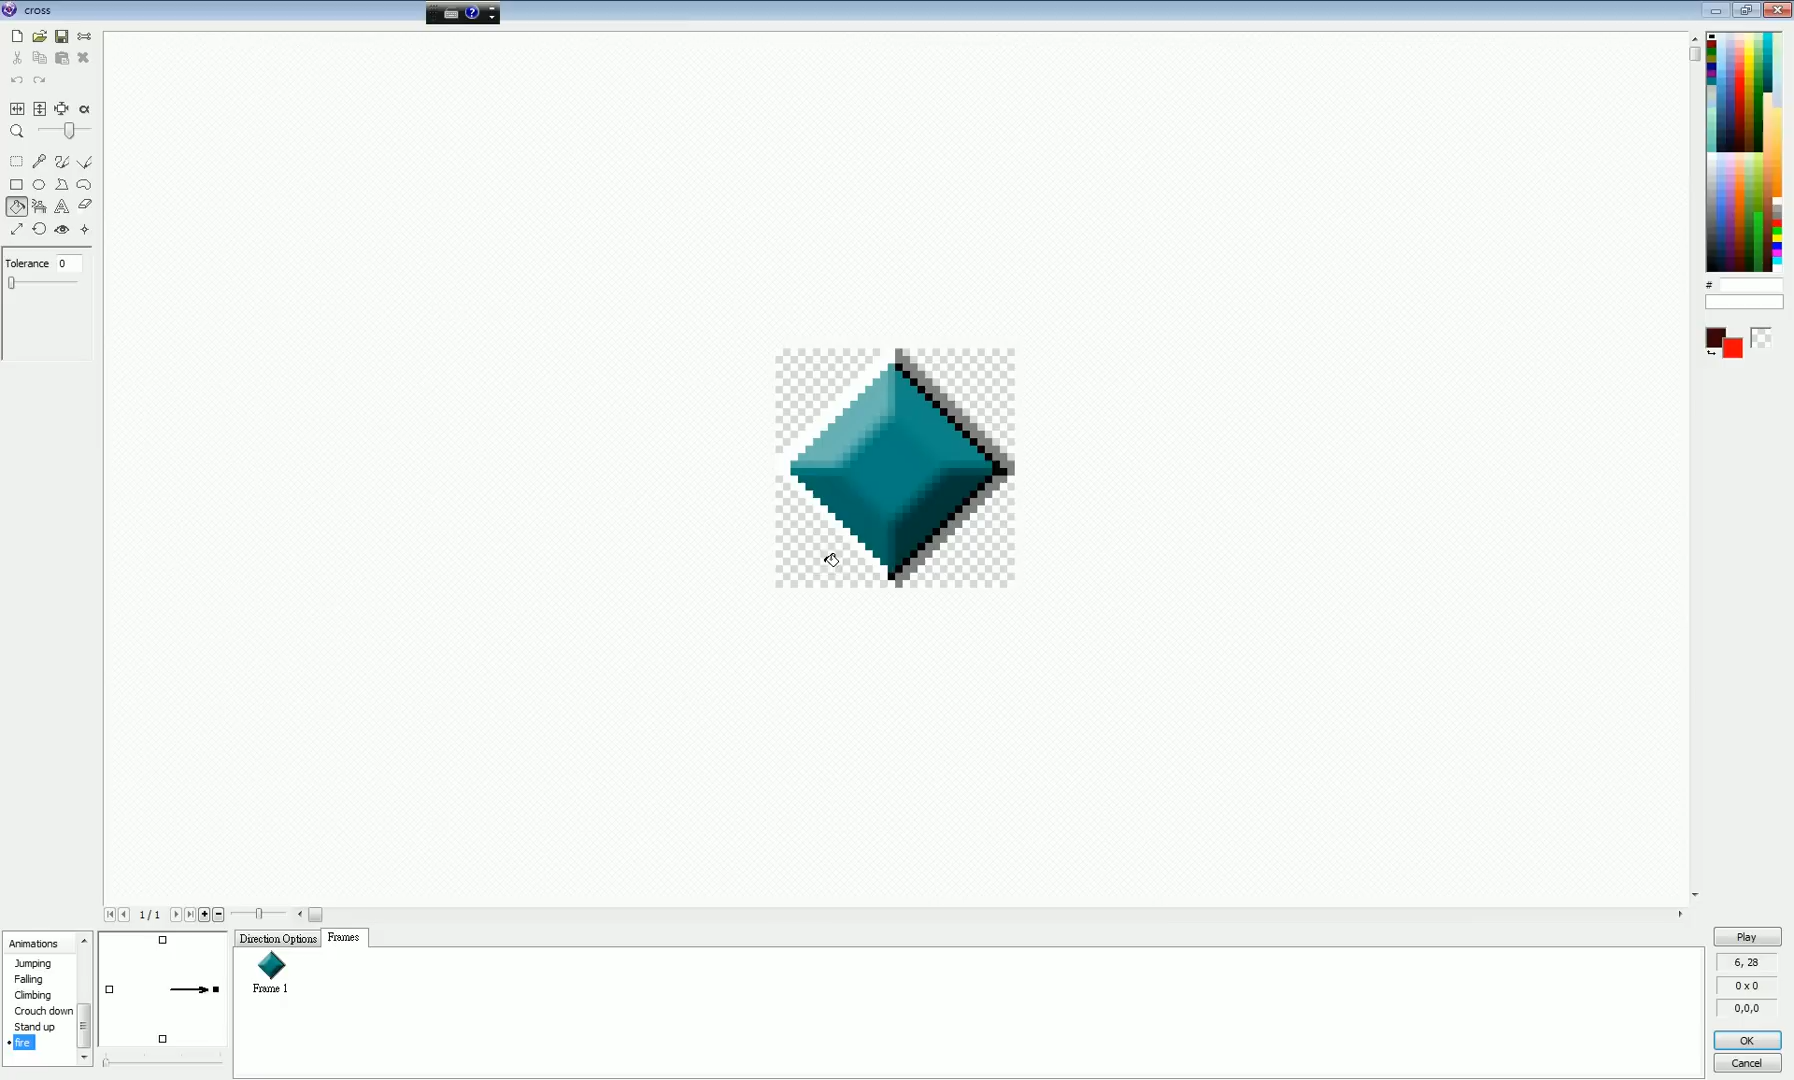 cross
?
α
A
Tolerance 0
#
1 / 1
Animations
Jumping
Falling
Climbing
Crouch down
Stand up
fire
Direction Options
Frames
Frame 1
Play
6, 28
0 x 0
0,0,0
OK
Cancel